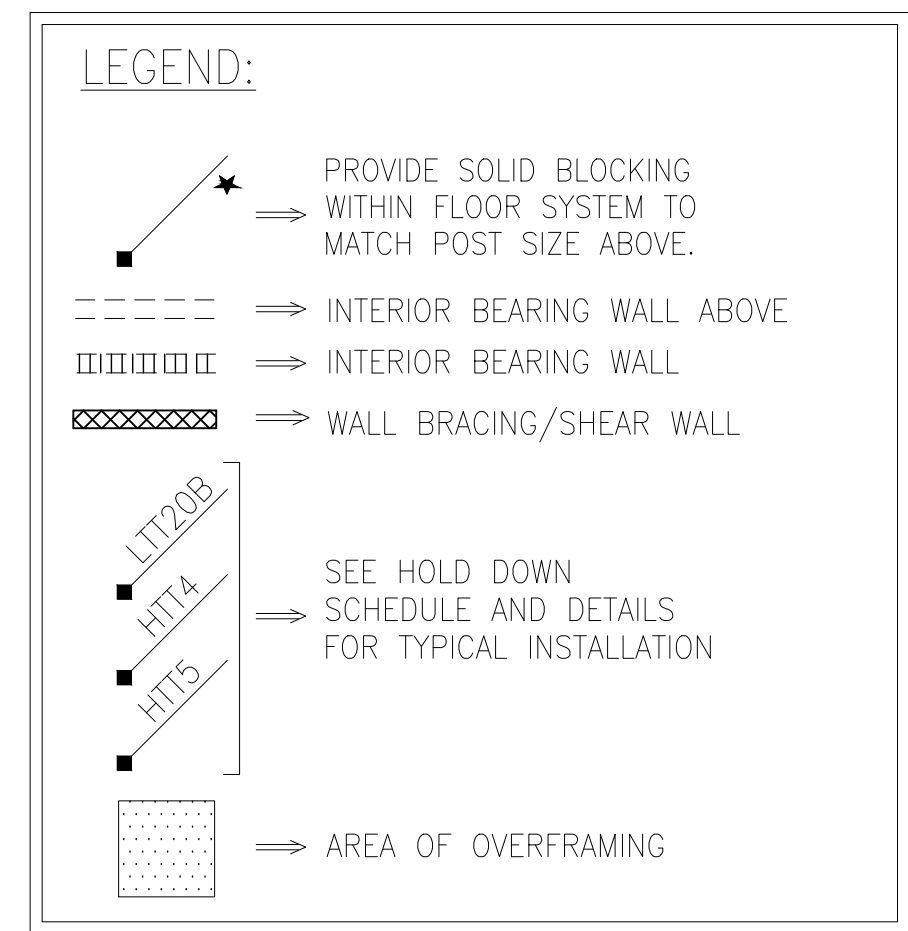 LEGEND:
PROVIDE SOLID BLOCKING
WITHIN FLOOR SYSTEM TO
MATCH POST SIZE ABOVE.
INTERIOR BEARING WALL ABOVE
INTERIOR BEARING WALL
WALL BRACING/SHEAR WALL
LTT20B
HTT4
HTT5
SEE HOLD DOWN
SCHEDULE AND DETAILS
FOR TYPICAL INSTALLATION
AREA OF OVERFRAMING